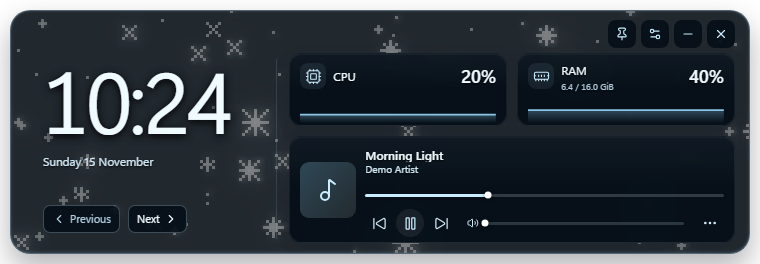 10:24
Sunday 15 November
Previous
Next
CPU
20%
RAM
6.4 / 16.0 GiB
40%
Morning Light
Demo Artist